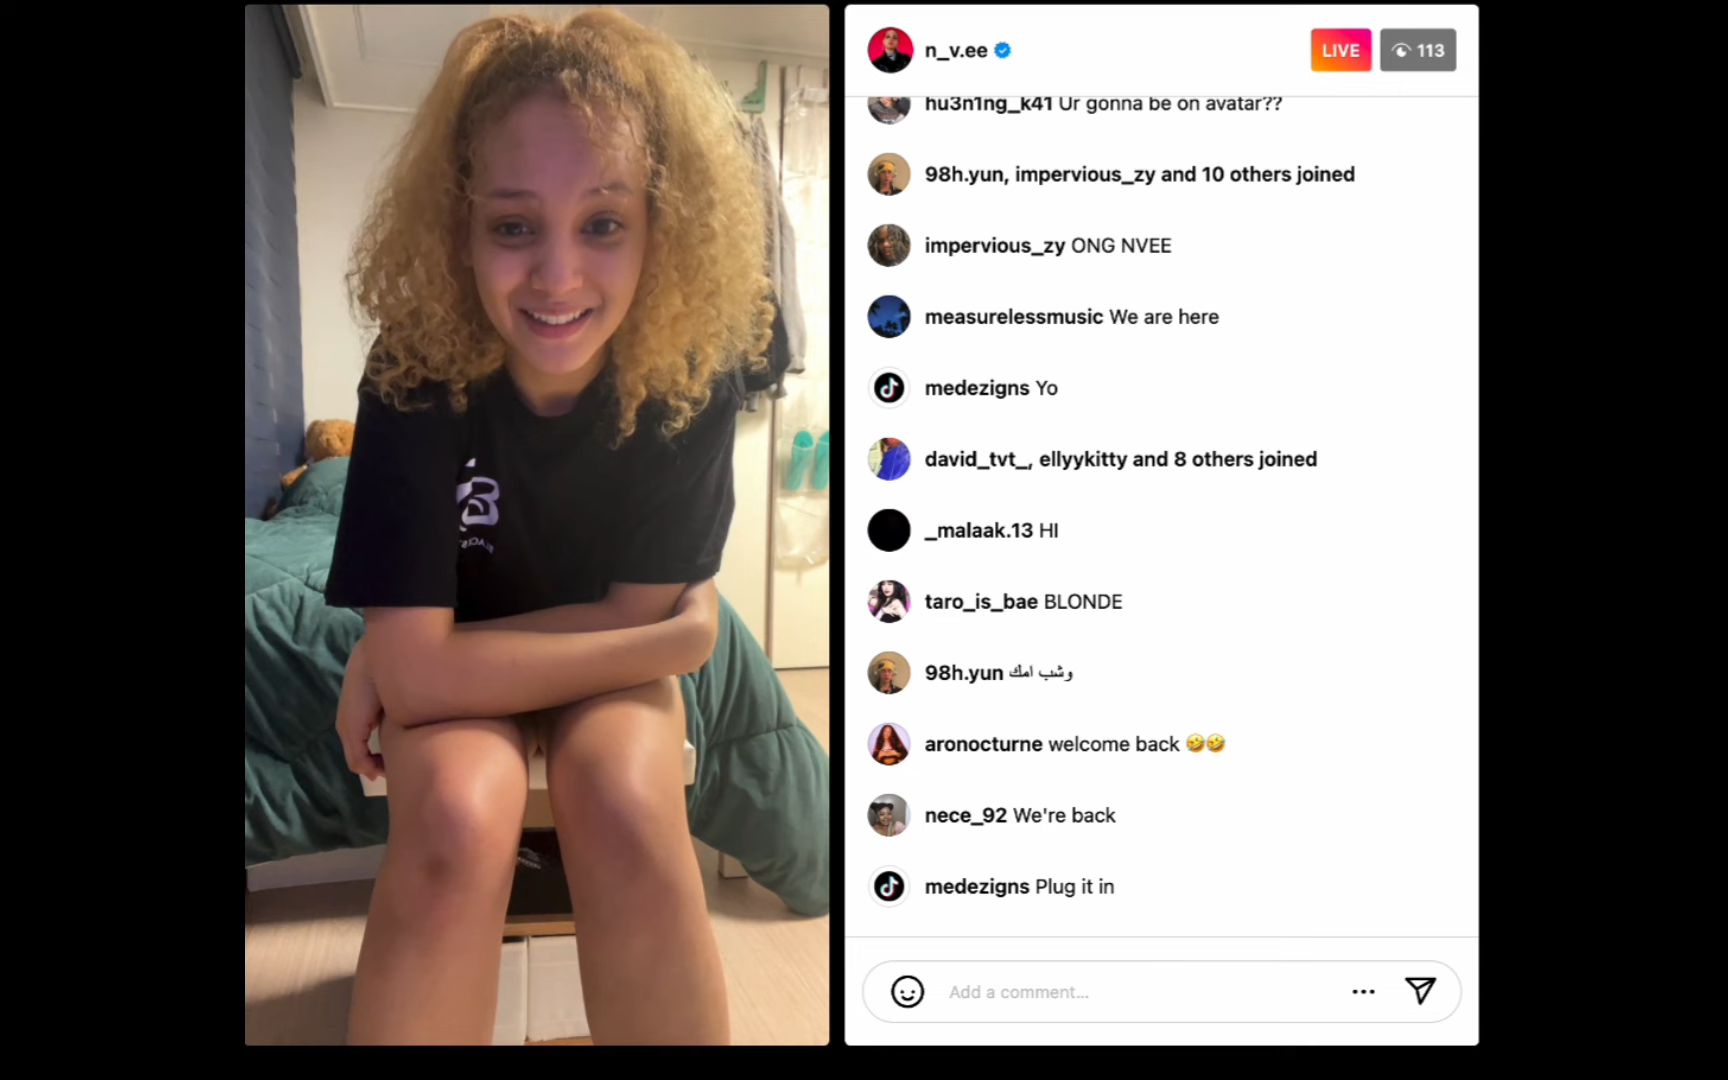 n_v.ee
LIVE
113
hu3n1ng_k41 Ur gonna be on avatar??
98h.yun, impervious_zy and 10 others joined
impervious_zy ONG NVEE
measurelessmusic We are here
medezigns Yo
david_tvt_, ellyykitty and 8 others joined
_malaak.13 HI
taro_is_bae BLONDE
98h.yun وشب امك
aronocturne welcome back 🤣🤣
nece_92 We're back
medezigns Plug it in
Add a comment...